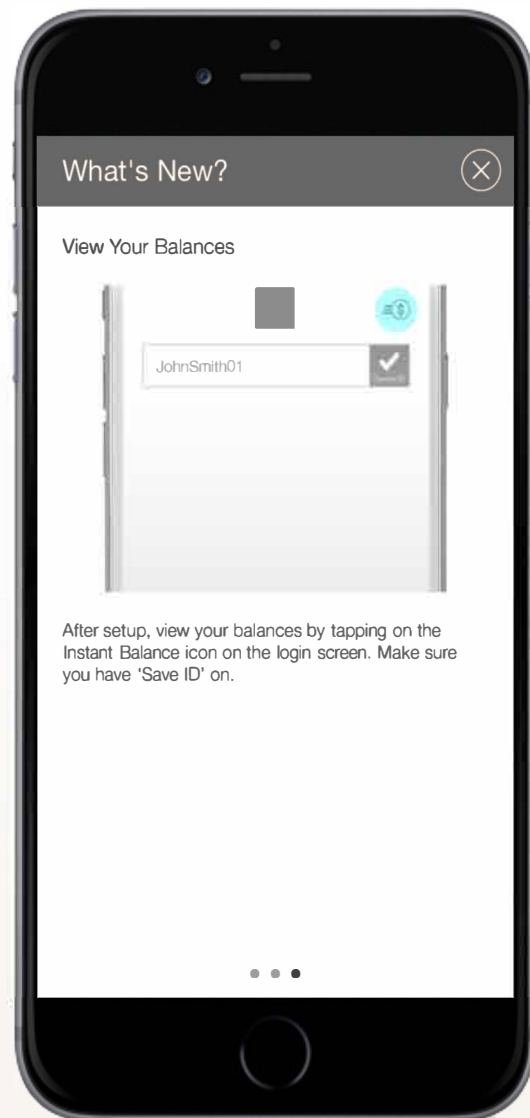 What's New?
View Your Balances
JohnSmith01
After setup, view your balances by tapping on the
Instant Balance icon on the login screen. Make sure
you have ‘Save ID’ on.